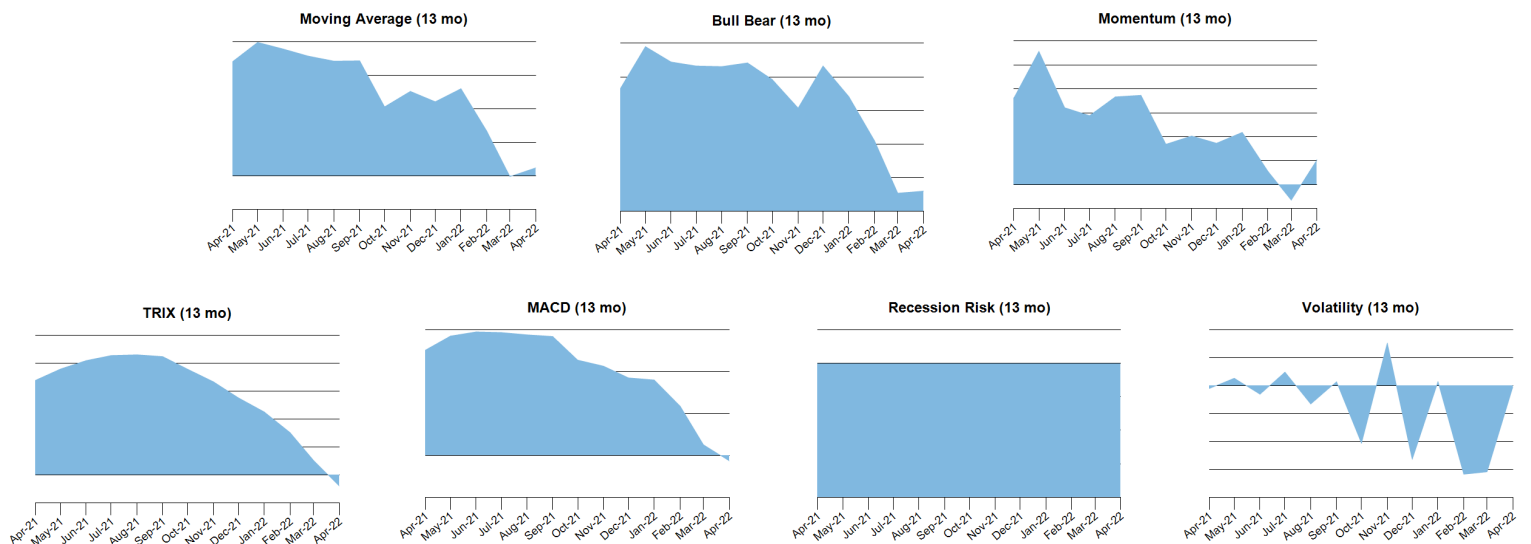 Moving Average (13 mo)
Apr-21 May-21 Jun-21 Jul-21 Aug-21 Sep-21 Oct-21 Nov-21 Dec-21 Jan-22 Feb-22 Mar-22 Apr-22
Bull Bear (13 mo)
Apr-21 May-21 Jun-21 Jul-21 Aug-21 Sep-21 Oct-21 Nov-21 Dec-21 Jan-22 Feb-22 Mar-22 Apr-22
Momentum (13 mo)
Apr-21 May-21 Jun-21 Jul-21 Aug-21 Sep-21 Oct-21 Nov-21 Dec-21 Jan-22 Feb-22 Mar-22 Apr-22
TRIX (13 mo)
Apr-21 May-21 Jun-21 Jul-21 Aug-21 Sep-21 Oct-21 Nov-21 Dec-21 Jan-22 Feb-22 Mar-22 Apr-22
MACD (13 mo)
Apr-21 May-21 Jun-21 Jul-21 Aug-21 Sep-21 Oct-21 Nov-21 Dec-21 Jan-22 Feb-22 Mar-22 Apr-22
Recession Risk (13 mo)
Apr-21 May-21 Jun-21 Jul-21 Aug-21 Sep-21 Oct-21 Nov-21 Dec-21 Jan-22 Feb-22 Mar-22 Apr-22
Volatility (13 mo)
Apr-21 May-21 Jun-21 Jul-21 Aug-21 Sep-21 Oct-21 Nov-21 Dec-21 Jan-22 Feb-22 Mar-22 Apr-22